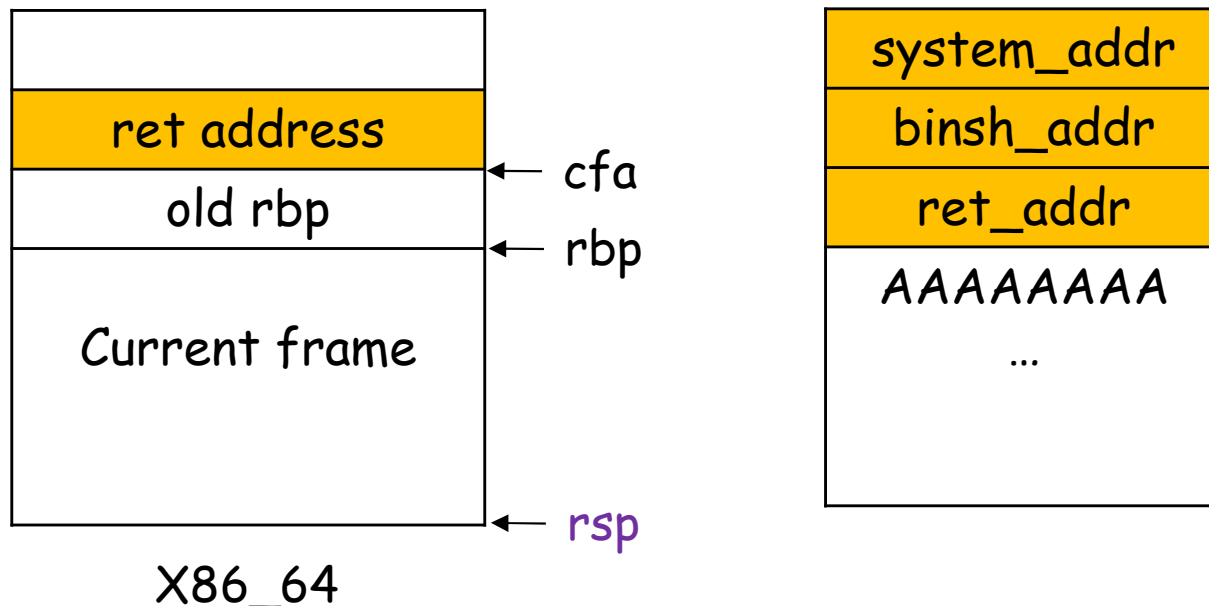 ret address
cfa
old rbp
rbp
Current frame
rsp
X86_64
system_addr
binsh_addr
ret_addr
AAAAAAAA
...